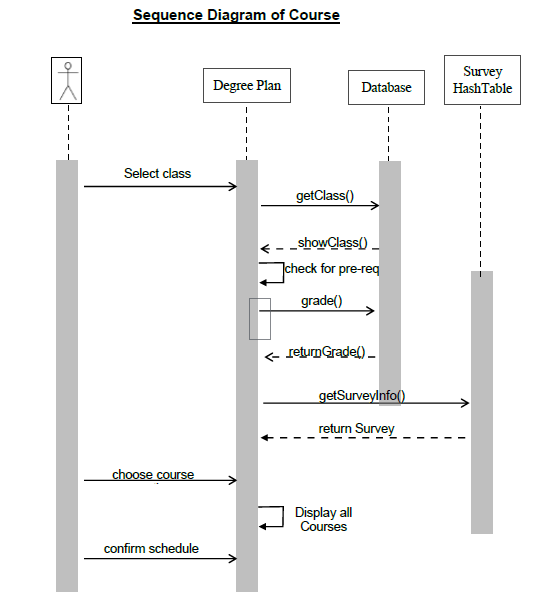 Sequence Diagram of Course
Degree Plan
Database
Survey
HashTable
Select class
getClass()
showClass()
check for pre-req
grade()
returnGrade()
getSurveyInfo()
return Survey
choose course
Display all
Courses
confirm schedule